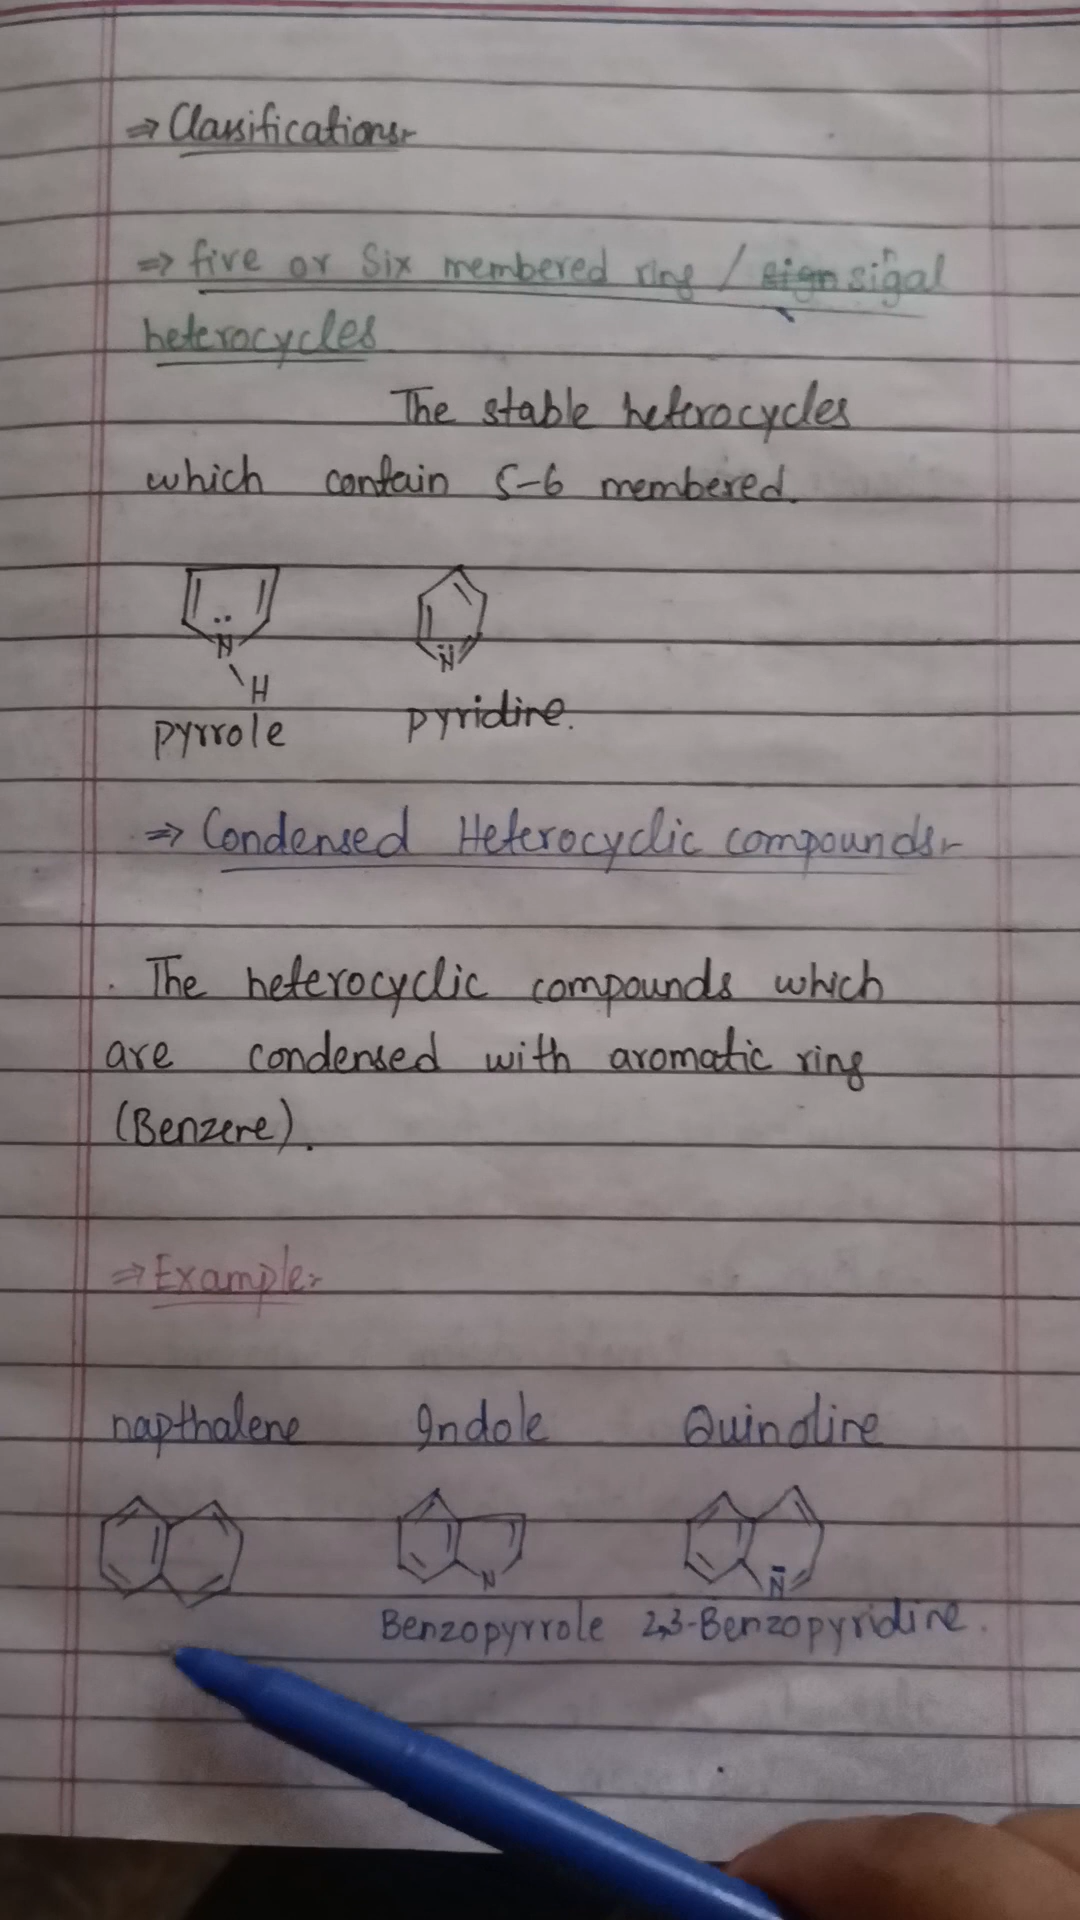 ⇒ Classifications:-
⇒ five or Six membered ring / sigal
heterocycles
The stable heterocycles
which contain 5-6 membered.
N
H
N
pyrrole pyridine.
⇒ Condensed Heterocyclic compounds:-
. The heterocyclic compounds which
are condensed with aromatic ring
(Benzene).
⇒ Example:-
napthalene Indole Quinoline
N N
Benzopyrrole 2,3-Benzopyridine.